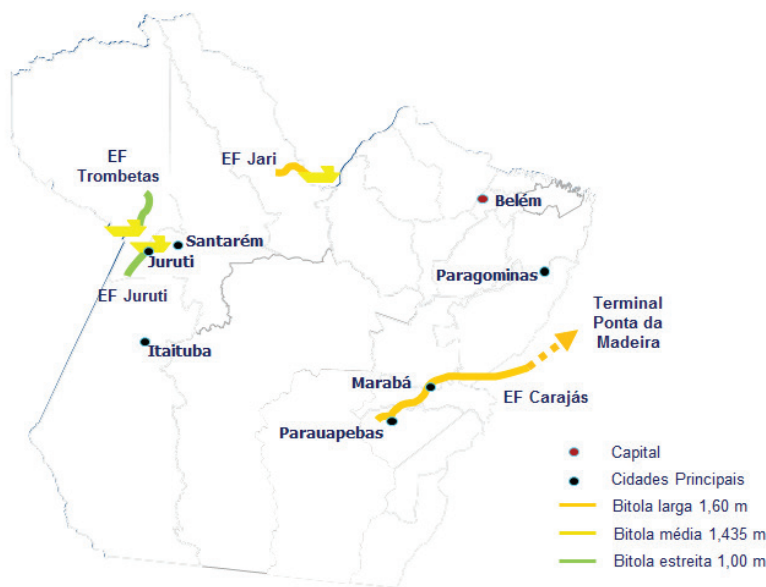 EF
Trombetas
EF Jari
Belém
Santarém
Juruti
EF Juruti
Paragominas
Terminal
Ponta da
Madeira
Itaituba
Marabá
EF Carajás
Parauapebas
Capital
Cidades Principais
Bitola larga 1,60 m
Bitola média 1,435 m
Bitola estreita 1,00 m